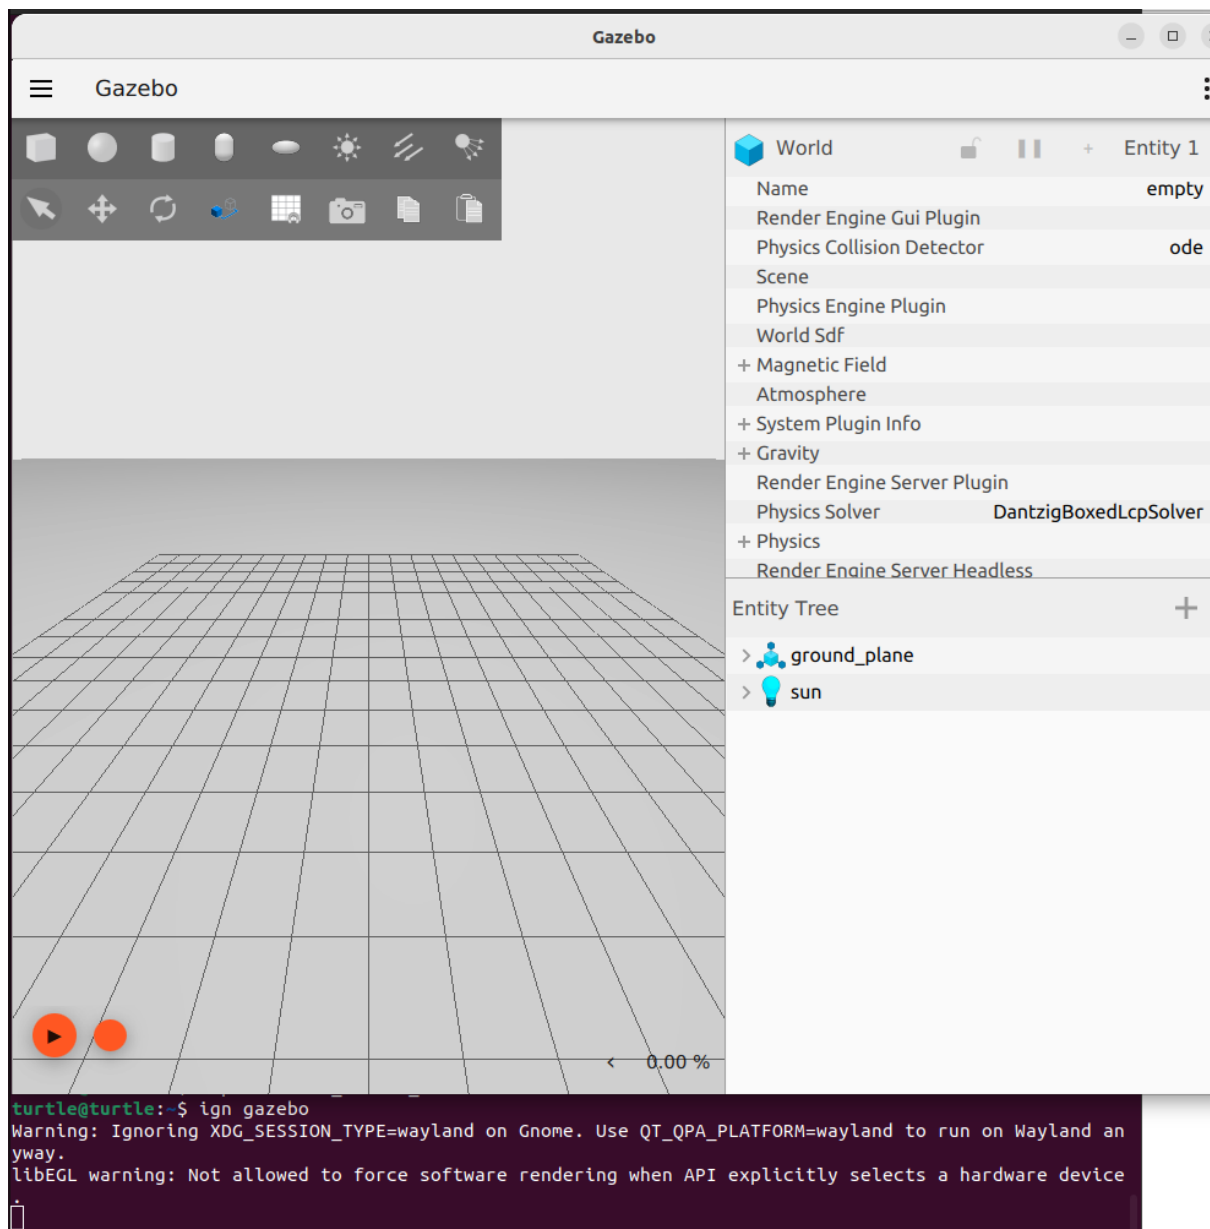 Gazebo
Gazebo
World Entity 1
Name empty
Render Engine Gui Plugin
Physics Collision Detector ode
Scene
Physics Engine Plugin
World Sdf
+ Magnetic Field
Atmosphere
+ System Plugin Info
+ Gravity
Render Engine Server Plugin
Physics Solver DantzigBoxedLcpSolver
+ Physics
Render Engine Server Headless
Entity Tree +
> ground_plane
> sun
< 0.00 %
turtle@turtle:~$ ign gazebo
Warning: Ignoring XDG_SESSION_TYPE=wayland on Gnome. Use QT_QPA_PLATFORM=wayland to run on Wayland an
yway.
libEGL warning: Not allowed to force software rendering when API explicitly selects a hardware device
.